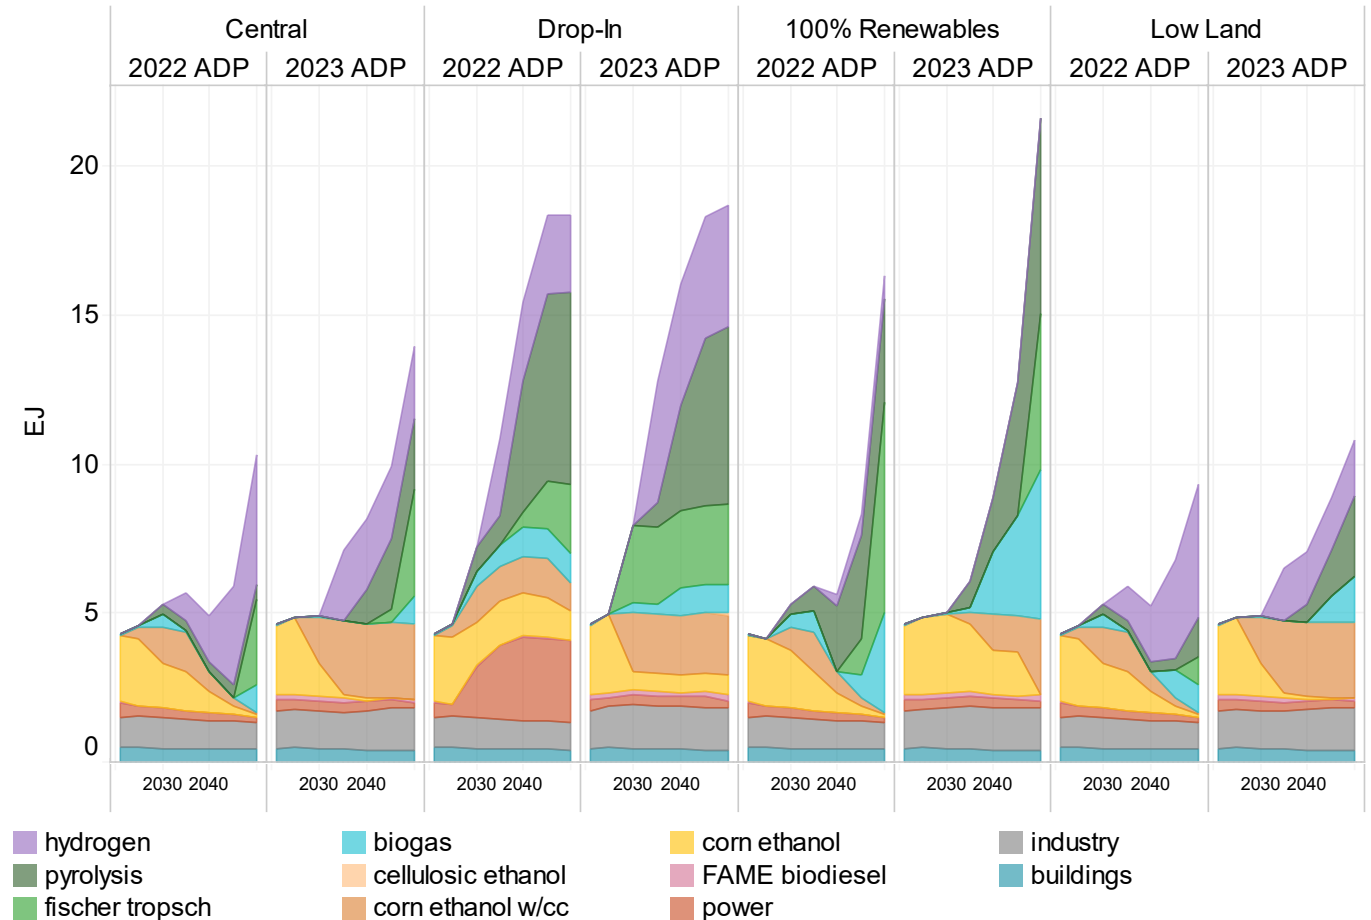 Central Drop-In 100% Renewables Low Land
2022 ADP 2023 ADP 2022 ADP 2023 ADP 2022 ADP 2023 ADP 2022 ADP 2023 ADP
20
15
10
5
0
EJ
2030 2040 2030 2040 2030 2040 2030 2040 2030 2040 2030 2040 2030 2040 2030 2040
hydrogen biogas corn ethanol industry
pyrolysis cellulosic ethanol FAME biodiesel buildings
fischer tropsch corn ethanol w/cc power